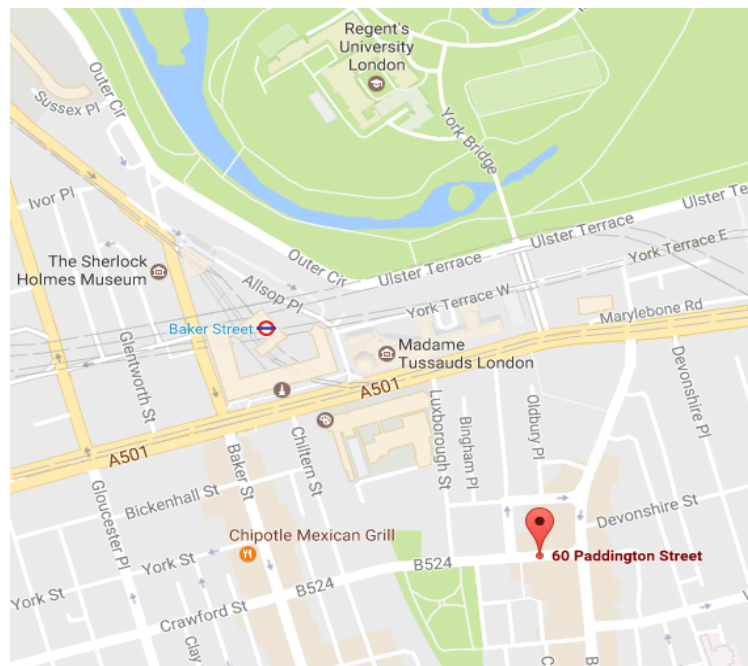 Regent's
University
London
Outer Cir
Sussex Pl
York Bridge
Ivor Pl
Ulster Te
Ulster Terrace
York Terrace E
The Sherlock
Holmes Museum
Outer Cir
Ulster Terrace
Allsop Pl
York Terrace W
Marylebone Rd
Baker Street
Glentworth St
Madame
Tussauds London
Devonshire Pl
A501
Luxborough St
Bingham Pl
Oldbury Pl
A501
Baker St
Chiltern St
Gloucester Pl
Bickenhall St
Devonshire St
Chipotle Mexican Grill
York St
B524
60 Paddington Street
York St
B524
Crawford St
Clay
C
B